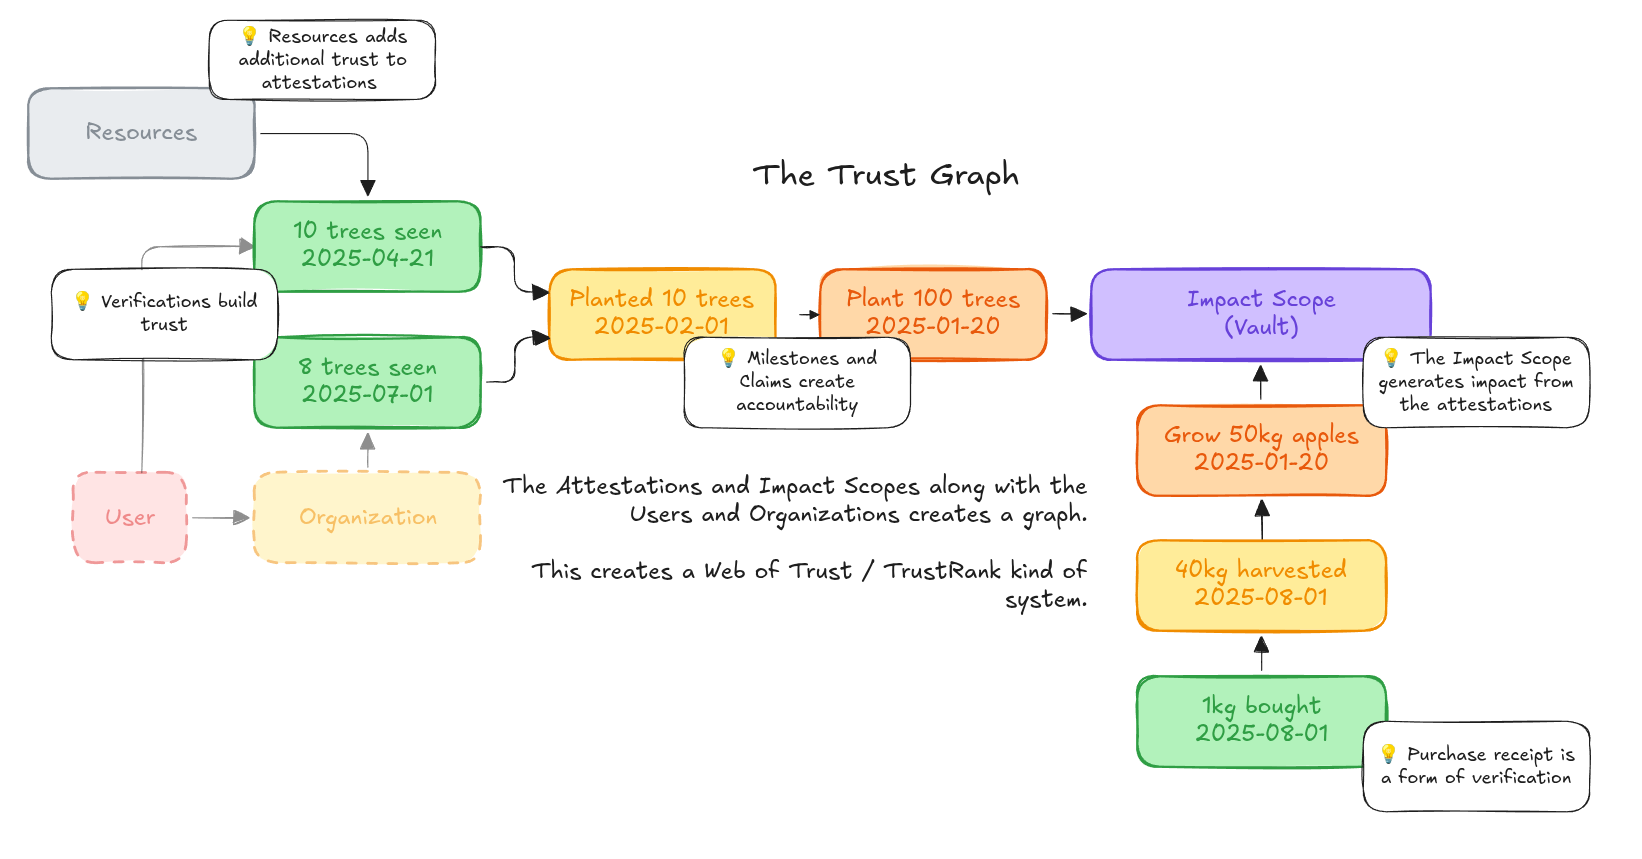 💡 Resources adds
additional trust to
attestations
Resources
The Trust Graph
10 trees seen
2025-04-21
💡 Verifications build
trust
8 trees seen
2025-07-01
Planted 10 trees
2025-02-01
Plant 100 trees
2025-01-20
💡 Milestones and
Claims create
accountability
Impact Scope
(Vault)
💡 The Impact Scope
generates impact from
the attestations
Grow 50kg apples
2025-01-20
User
Organization
The Attestations and Impact Scopes along with the
Users and Organizations creates a graph.
This creates a Web of Trust / TrustRank kind of
system.
40kg harvested
2025-08-01
1kg bought
2025-08-01
💡 Purchase receipt is
a form of verification